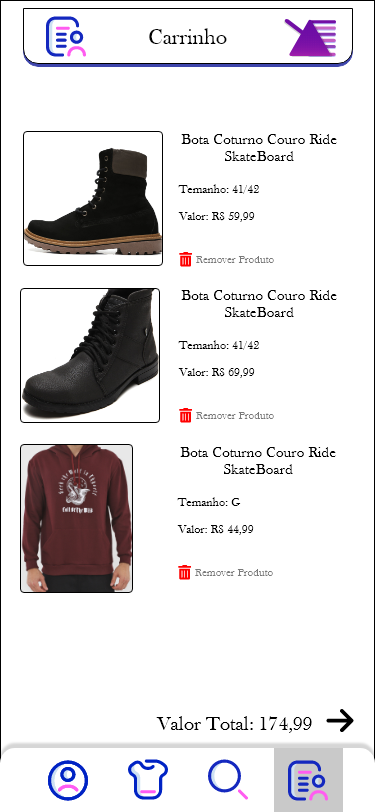 Carrinho
Bota Coturno Couro Ride
SkateBoard
Temanho: 41/42
Valor: R$ 59,99
Remover Produto
Bota Coturno Couro Ride
SkateBoard
Temanho: 41/42
Valor: R$ 69,99
Remover Produto
Bota Coturno Couro Ride
SkateBoard
Temanho: G
Valor: R$ 44,99
Remover Produto
Valor Total: 174,99